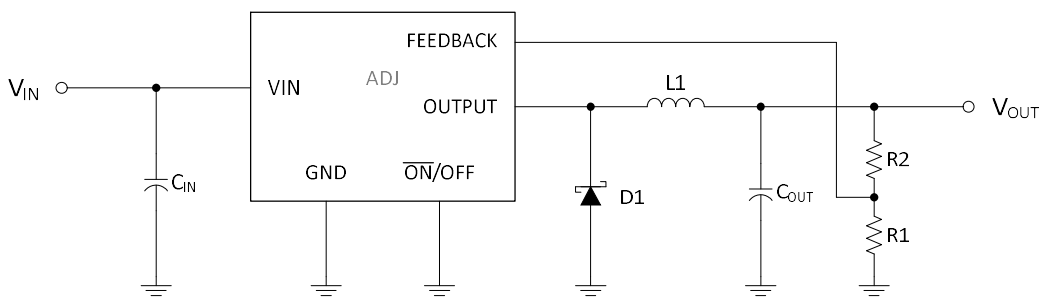 FEEDBACK
ADJ
VIN
OUTPUT
GND
ON/OFF
V_IN
C_IN
L1
D1
C_OUT
V_OUT
R2
R1